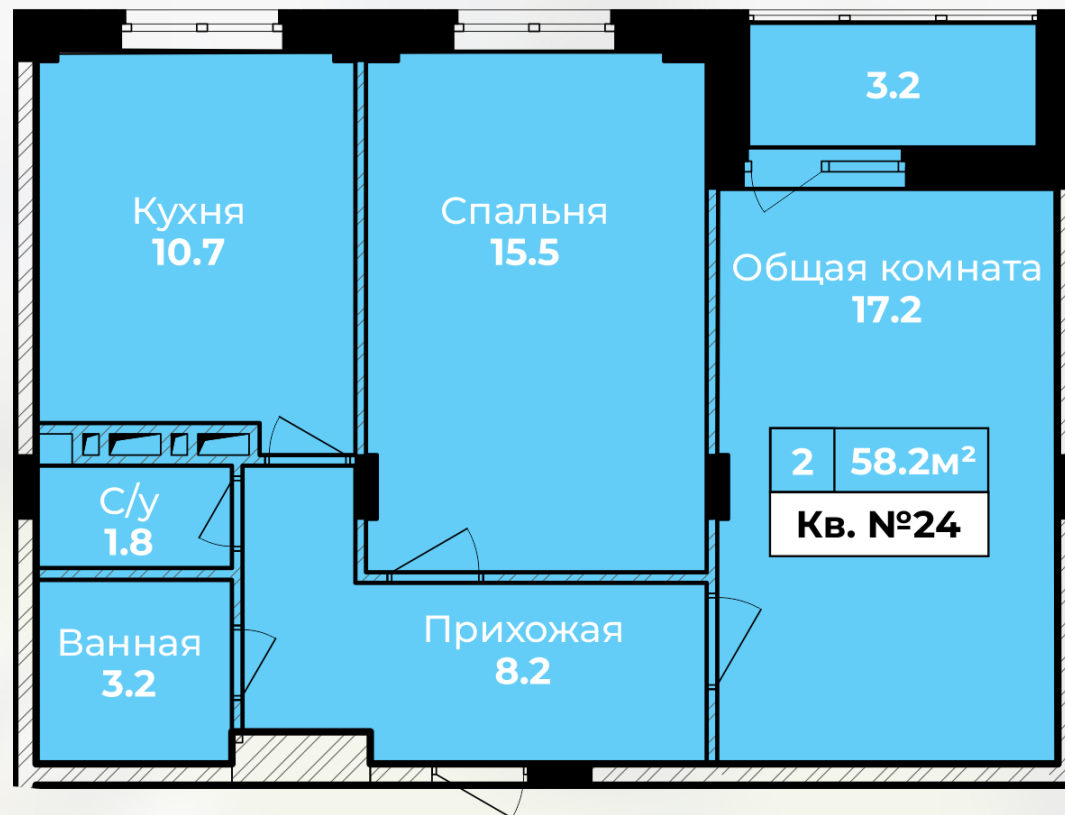 3.2
Кухня
10.7
Спальня
15.5
Общая комната
17.2
2 58.2м²
Кв. №24
С/у
1.8
Ванная
3.2
Прихожая
8.2